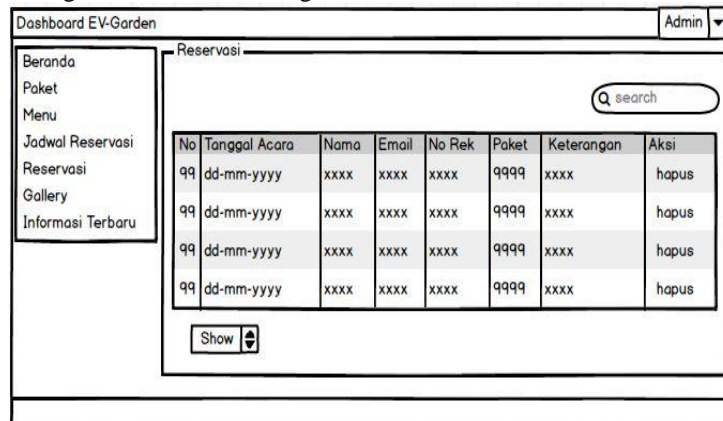 Dashboard EV-Garden Admin
Beranda
Paket
Menu
Jadwal Reservasi
Reservasi
Gallery
Informasi Terbaru
Reservasi
search
No Tanggal Acara Nama Email No Rek Paket Keterangan Aksi
99 dd-mm-yyyy xxxx xxxx xxxx 9999 xxxx hapus
99 dd-mm-yyyy xxxx xxxx xxxx 9999 xxxx hapus
99 dd-mm-yyyy xxxx xxxx xxxx 9999 xxxx hapus
99 dd-mm-yyyy xxxx xxxx xxxx 9999 xxxx hapus
Show